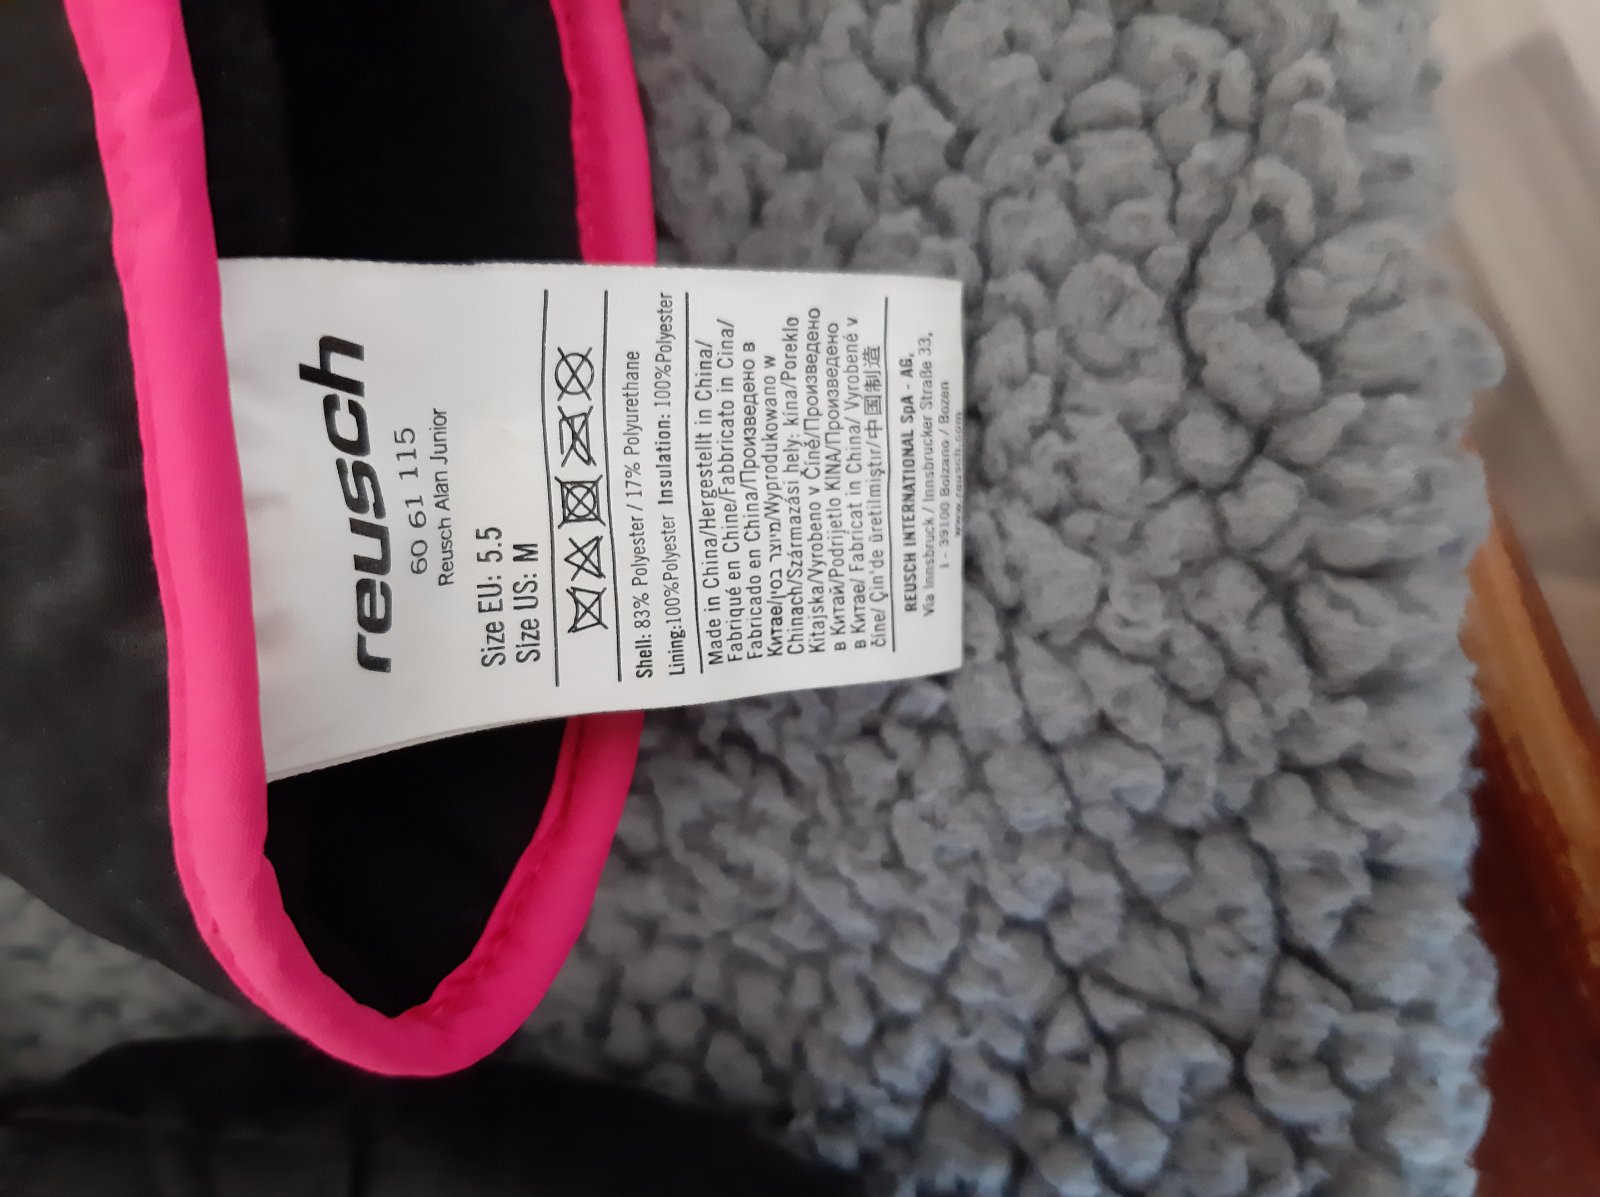 reusch
60 61 115
Reusch Alan Junior
Size EU: 5.5
Size US: M
Shell: 83% Polyester / 17% Polyurethane
Lining:100%Polyester Insulation: 100%Polyester
Made in China/Hergestellt in China/
Fabriqué en Chine/Fabbricato in Cina/
Fabricado en China/Произведено в
Китае/מיוצר בסין/Wyprodukowano w
Chinach/Származási hely: kína/Poreklo
Kitajska/Vyrobeno v Číně/Произведено
в Китай/Podrijetlo KINA/Произведено
в Китае/ Fabricat in China/ Vyrobené v
číne/ Çin'de üretilmiştir/中国制造
REUSCH INTERNATIONAL SpA - AG,
Via Innsbruck / Innsbrucker Straße 33,
I - 39100 Bolzano / Bozen
www.reusch.com